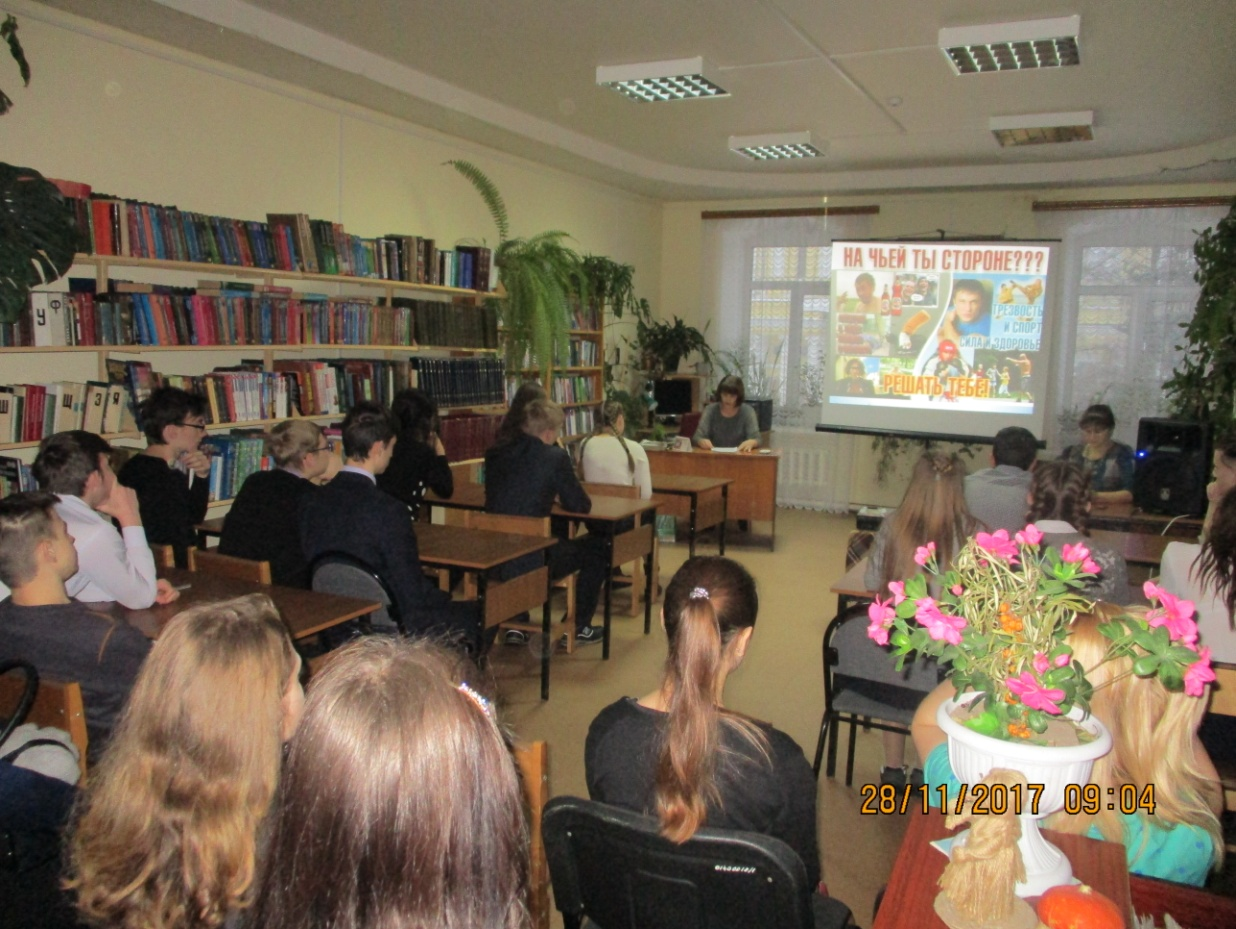 НА ЧЬЕЙ ТЫ СТОРОНЕ???
ТРЕЗВОСТЬ
И СПОРТ
СИЛА И ЗДОРОВЬЕ
РЕШАТЬ ТЕБЕ!
У
Ф
Ш
Щ
З
Я
28/11/2017 09:04